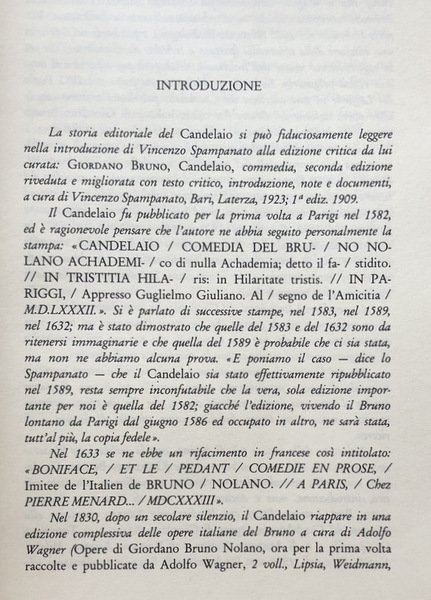 INTRODUZIONE
La storia editoriale del Candelaio si può fiduciosamente leggere
nella introduzione di Vincenzo Spampanato alla edizione critica da lui
curata: GIORDANO BRUNO, Candelaio, commedia, seconda edizione
riveduta e migliorata con testo critico, introduzione, note e documenti,
a cura di Vincenzo Spampanato, Bari, Laterza, 1923; 1ª ediz. 1909.
Il Candelaio fu pubblicato per la prima volta a Parigi nel 1582,
ed è ragionevole pensare che l'autore ne abbia seguito personalmente la
stampa: «CANDELAIO / COMEDIA DEL BRU- / NO NO-
LANO ACHADEMI- / co di nulla Achademia; detto il fa- / stidito.
// IN TRISTITIA HILA- / ris: in Hilaritate tristis. // IN PA-
RIGGI, / Appresso Guglielmo Giuliano. Al / segno de l'Amicitia /
M.D.LXXXII.». Si è parlato di successive stampe, nel 1583, nel 1589,
nel 1632; ma è stato dimostrato che quelle del 1583 e del 1632 sono da
ritenersi immaginarie e che quella del 1589 è probabile che ci sia stata,
ma non ne abbiamo alcuna prova. «E poniamo il caso — dice lo
Spampanato — che il Candelaio sia stato effettivamente ripubblicato
nel 1589, resta sempre inconfutabile che la vera, sola edizione impor-
tante per noi è quella del 1582; giacché l'edizione, vivendo il Bruno
lontano da Parigi dal giugno 1586 ed occupato in altro, ne sarà stata,
tutt'al più, la copia fedele».
Nel 1633 se ne ebbe un rifacimento in francese così intitolato:
«BONIFACE, / ET LE / PEDANT / COMEDIE EN PROSE, /
Imitee de l'Italien de BRUNO / NOLANO. // A PARIS, / Chez
PIERRE MENARD... / MDCXXXIII».
Nel 1830, dopo un secolare silenzio, il Candelaio riappare in una
edizione complessiva delle opere italiane del Bruno a cura di Adolfo
Wagner (Opere di Giordano Bruno Nolano, ora per la prima volta
raccolte e pubblicate da Adolfo Wagner, 2 voll., Lipsia, Weidmann,